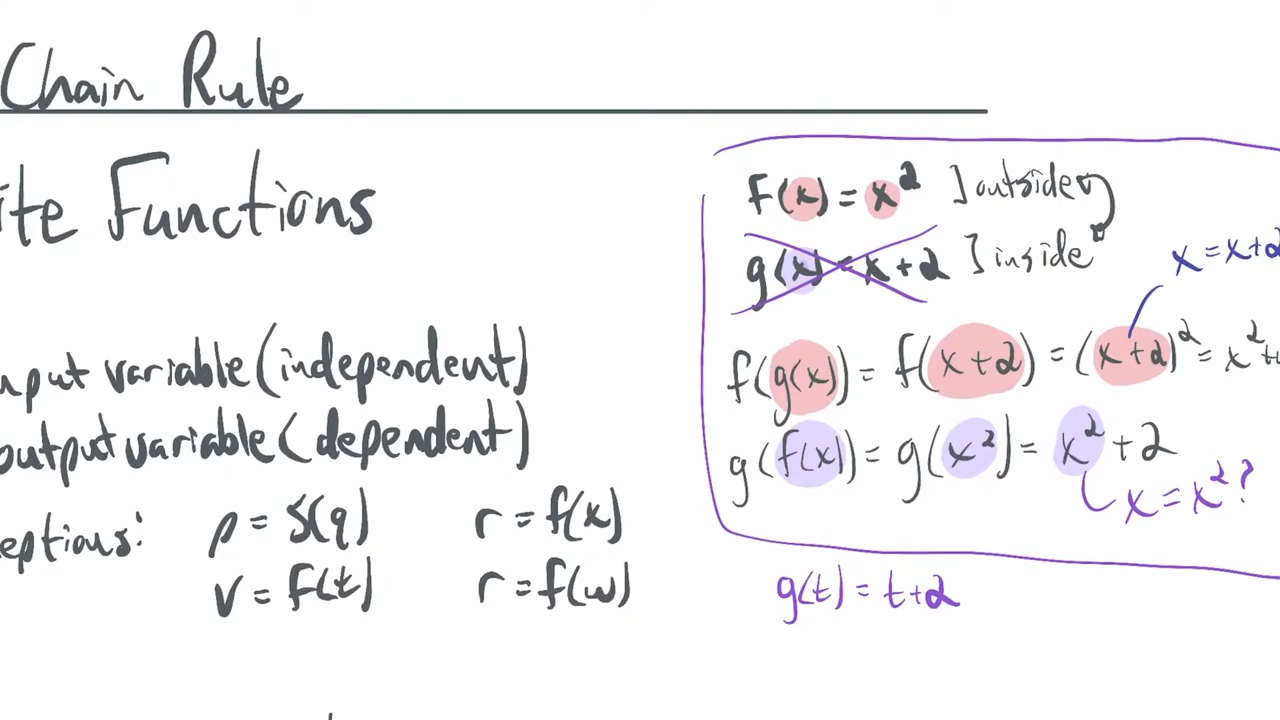 Chain Rule
ite Functions
nput variable (independent)
output variable (dependent)
eptions:
p = S(q)
r = f(x)
v = f(t)
r = f(w)
f(x) = x² ] outside
g(x) = x+2 ] inside
x = x+2
f(g(x)) = f(x+2) = (x+2)² = x²+
g(f(x)) = g(x²) = x² + 2
x = x²?
g(t) = t+2